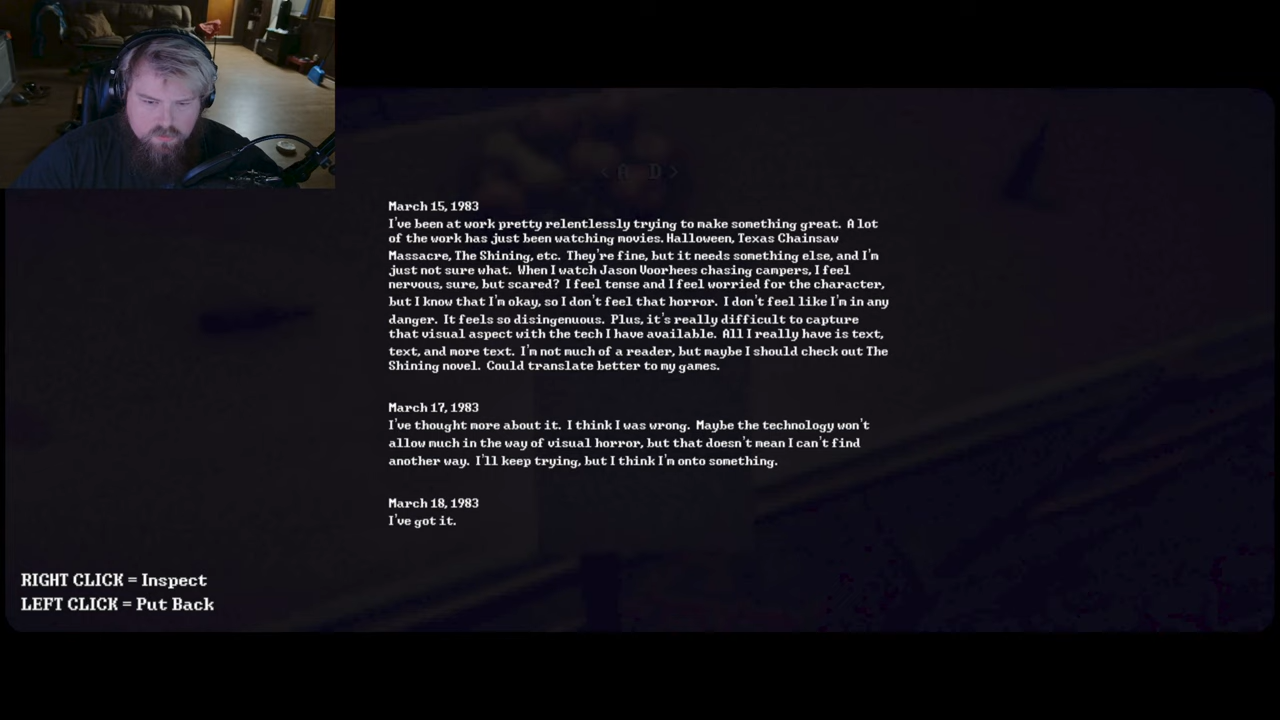 < A D >
March 15, 1983
I've been at work pretty relentlessly trying to make something great. A lot
of the work has just been watching movies. Halloween, Texas Chainsaw
Massacre, The Shining, etc. They're fine, but it needs something else, and I'm
just not sure what. When I watch Jason Voorhees chasing campers, I feel
nervous, sure, but scared? I feel tense and I feel worried for the character,
but I know that I'm okay, so I don't feel that horror. I don't feel like I'm in any
danger. It feels so disingenuous. Plus, it's really difficult to capture
that visual aspect with the tech I have available. All I really have is text,
text, and more text. I'm not much of a reader, but maybe I should check out The
Shining novel. Could translate better to my games.
March 17, 1983
I've thought more about it. I think I was wrong. Maybe the technology won't
allow much in the way of visual horror, but that doesn't mean I can't find
another way. I'll keep trying, but I think I'm onto something.
March 18, 1983
I've got it.
RIGHT CLICK = Inspect
LEFT CLICK = Put Back